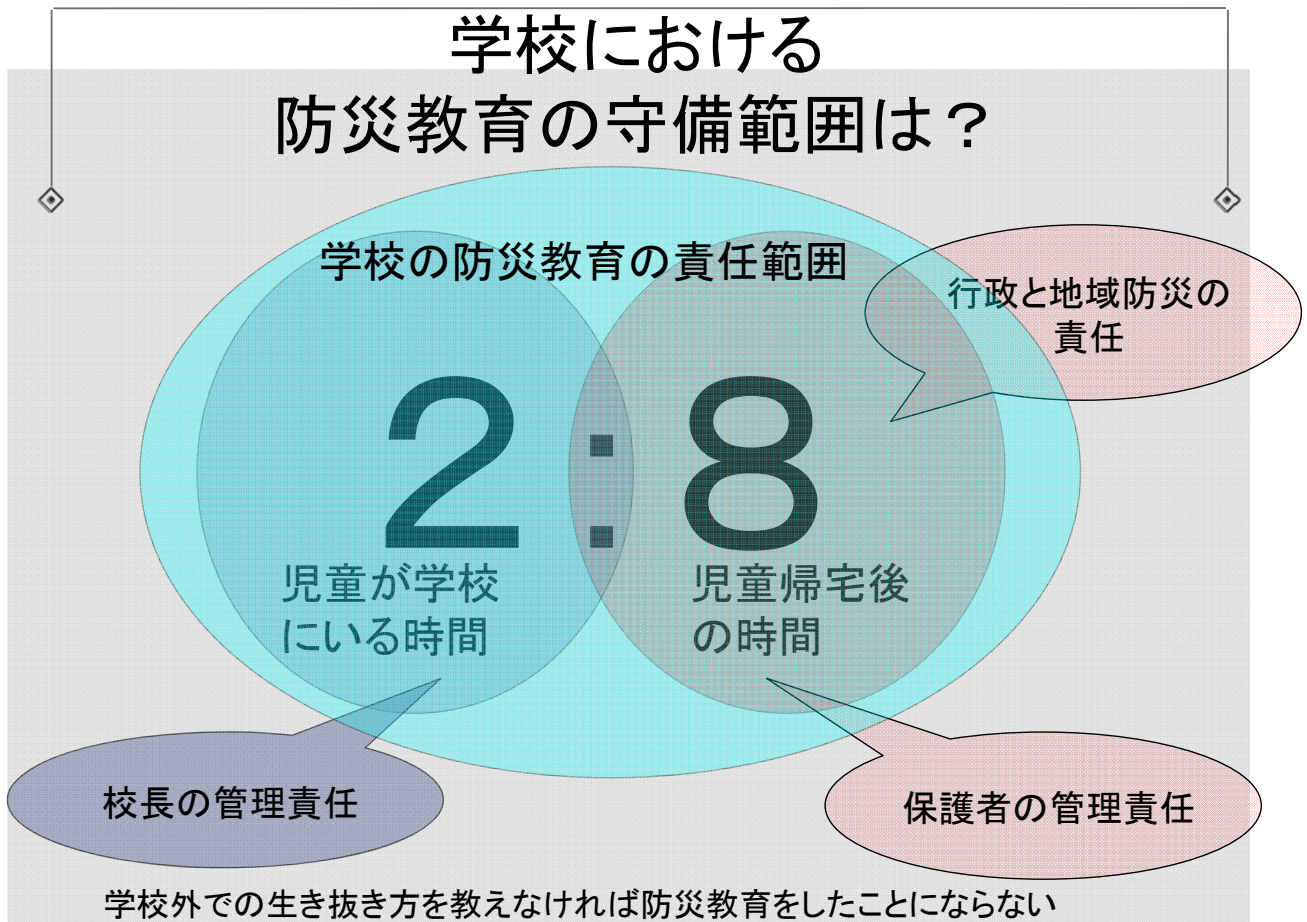 学校における
防災教育の守備範囲は？
学校の防災教育の責任範囲
行政と地域防災の
責任
２：８
児童が学校
にいる時間
児童帰宅後
の時間
校長の管理責任
保護者の管理責任
学校外での生き抜き方を教えなければ防災教育をしたことにならない